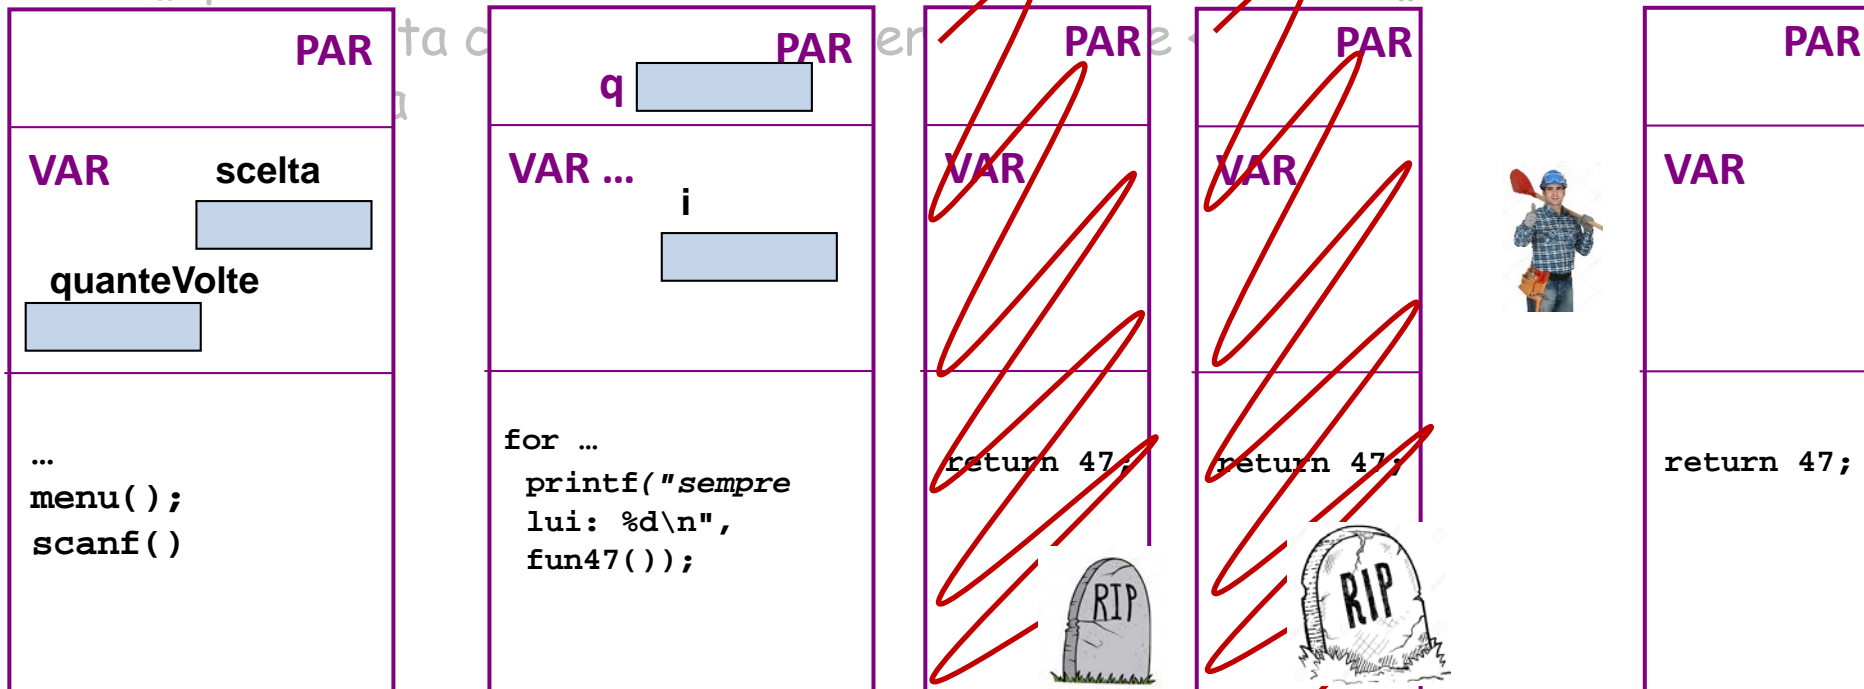 PAR
VAR
scelta
quanteVolte
…
menu();
scanf()
PAR
q
VAR …
i
for …
printf("sempre
lui: %d\n",
fun47());
PAR
VAR
return 47;
RIP
PAR
VAR
return 47;
RIP
PAR
VAR
return 47;